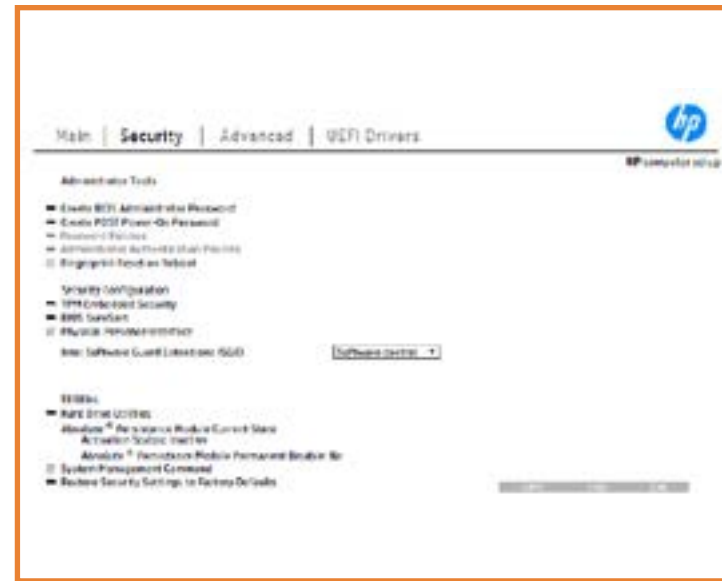 Main | Security | Advanced | UEFI Drivers
hp
HP computer setup
Administrator Tools
Create BIOS Administrator Password
Create POST Power-On Password
Password Policies
Administrator Authentication Policies
Fingerprint Reset on Reboot
Security Configuration
TPM Embedded Security
BIOS SureStart
Physical Presence Interface
Intel Software Guard Extensions (SGX) Software control
Utilities
Hard Drive Utilities
Absolute ® Persistence Module Current State
Activation Status: Inactive
Absolute ® Persistence Module Permanent Disable: No
System Management Command
Restore Security Settings to Factory Defaults